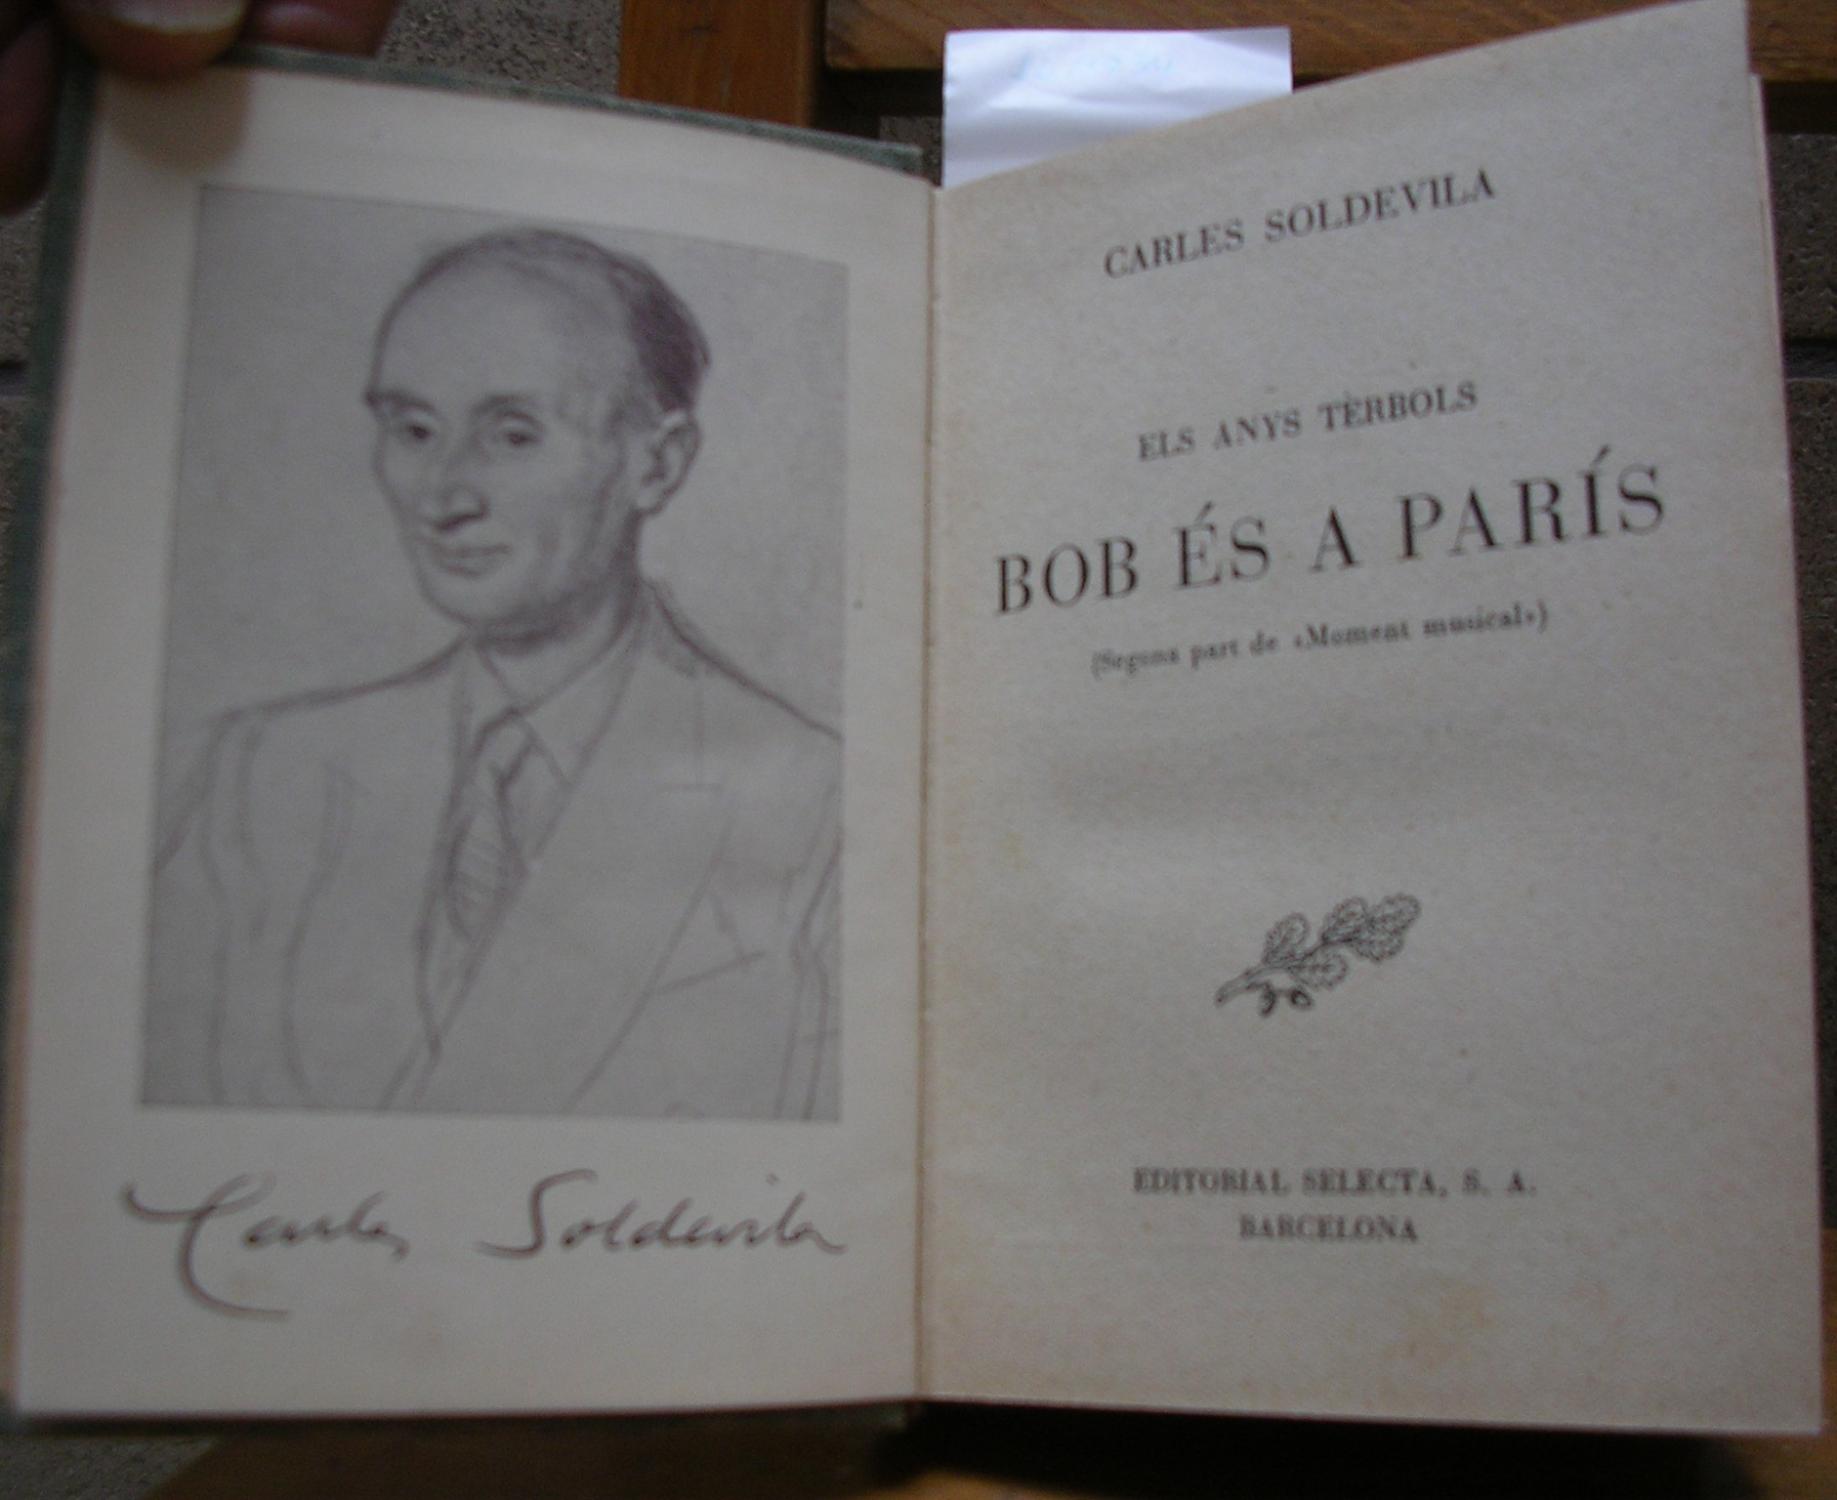 Carles Soldevila
CARLES SOLDEVILA
ELS ANYS TÈRBOLS
BOB ÉS A PARÍS
(Segona part de «Moment musical»)
EDITORIAL SELECTA, S. A.
BARCELONA